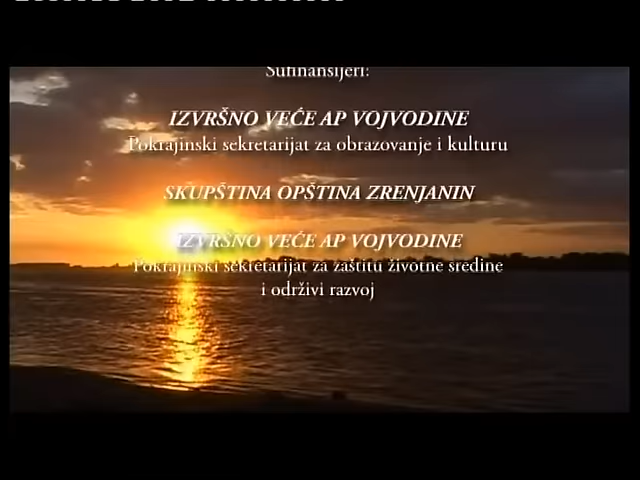 Sufinansijeri:
IZVRŠNO VEĆE AP VOJVODINE
Pokrajinski sekretarijat za obrazovanje i kulturu
SKUPŠTINA OPŠTINA ZRENJANIN
IZVRŠNO VEĆE AP VOJVODINE
Pokrajinski sekretarijat za zaštitu životne sredine
i održivi razvoj